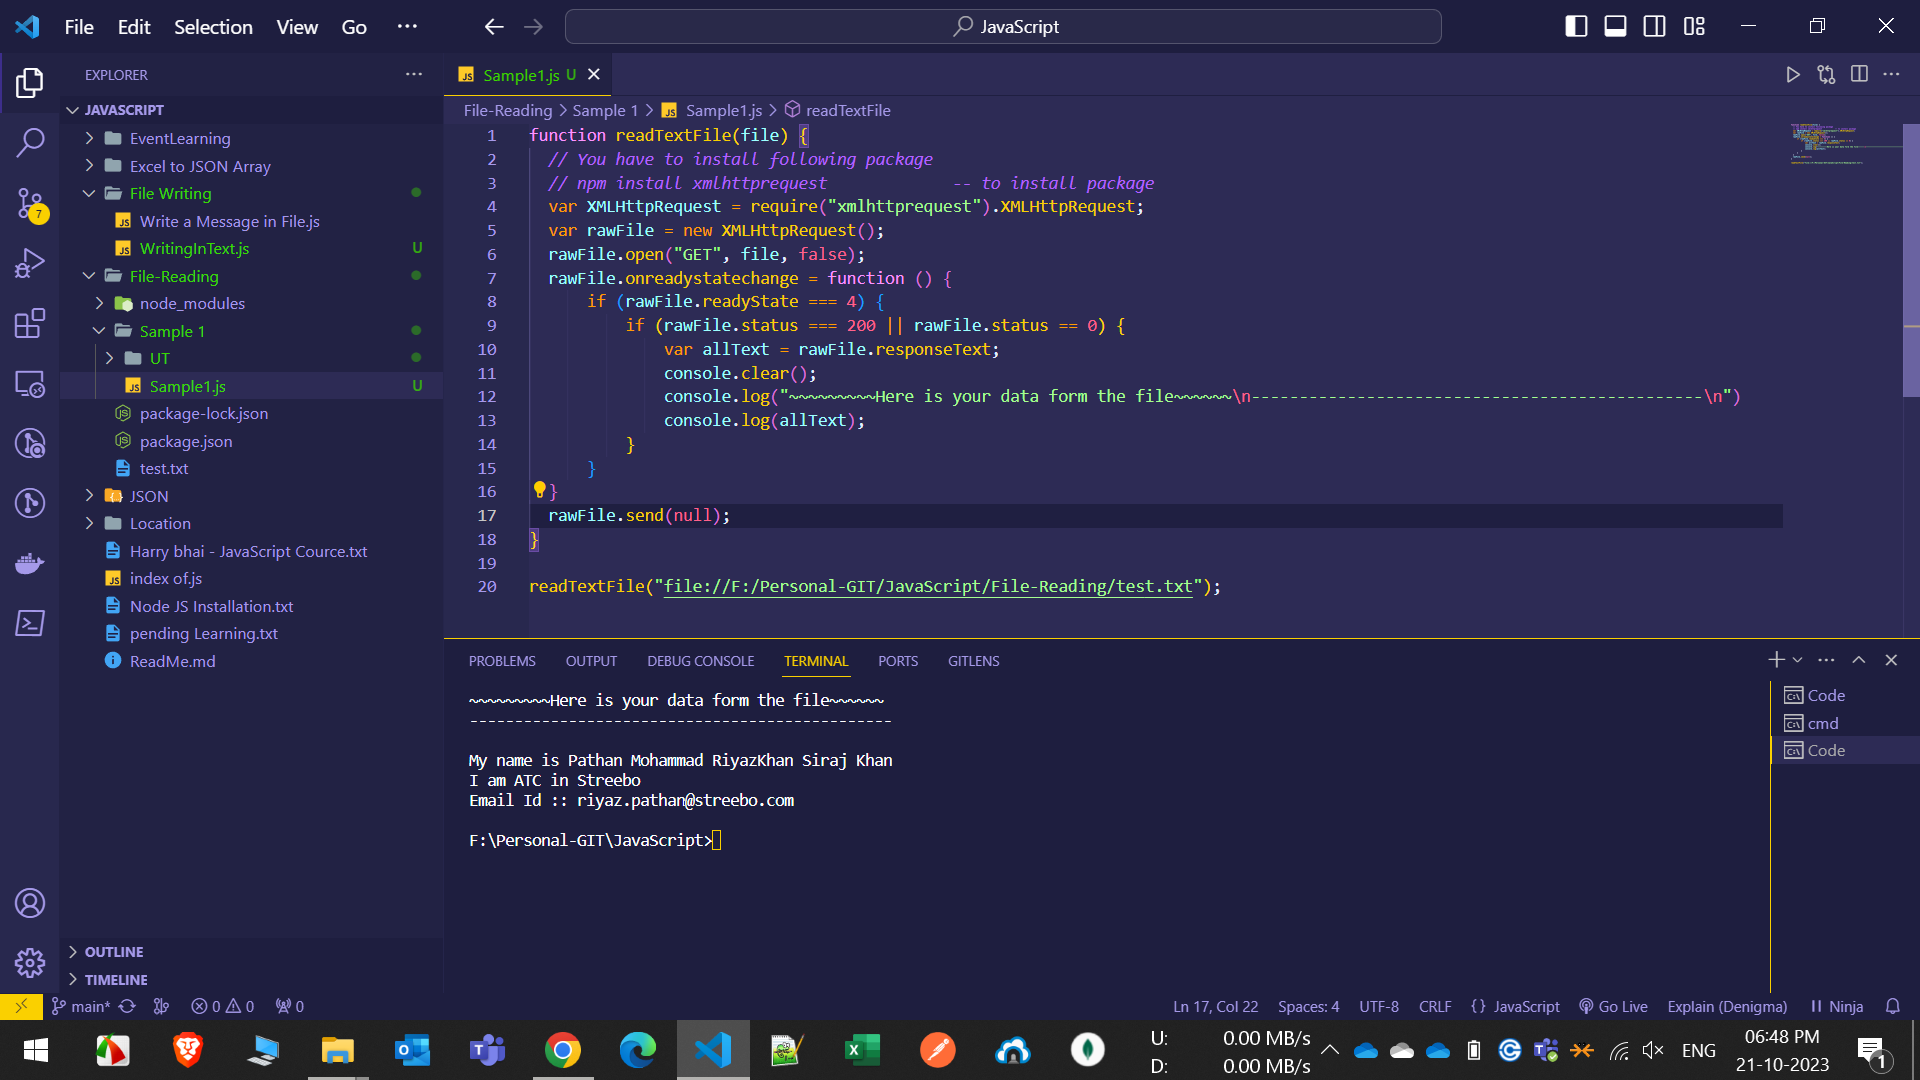 File Edit Selection View Go ···
JavaScript
EXPLORER
JAVASCRIPT
EventLearning
Excel to JSON Array
File Writing
Write a Message in File.js
WritingInText.js U
File-Reading
node_modules
Sample 1
UT
Sample1.js U
package-lock.json
package.json
test.txt
JSON
Location
Harry bhai - JavaScript Cource.txt
index of.js
Node JS Installation.txt
pending Learning.txt
ReadMe.md
OUTLINE
TIMELINE
7
Sample1.js U
File-Reading > Sample 1 > Sample1.js > readTextFile
1 function readTextFile(file) {
2 // You have to install following package
3 // npm install xmlhttprequest -- to install package
4 var XMLHttpRequest = require("xmlhttprequest").XMLHttpRequest;
5 var rawFile = new XMLHttpRequest();
6 rawFile.open("GET", file, false);
7 rawFile.onreadystatechange = function () {
8 if (rawFile.readyState === 4) {
9 if (rawFile.status === 200 || rawFile.status == 0) {
10 var allText = rawFile.responseText;
11 console.clear();
12 console.log("~~~~~~~~~Here is your data form the file~~~~~~\n-----------------------------------------------\n")
13 console.log(allText);
14 }
15 }
16 }
17 rawFile.send(null);
18 }
19
20 readTextFile("file://F:/Personal-GIT/JavaScript/File-Reading/test.txt");
PROBLEMS OUTPUT DEBUG CONSOLE TERMINAL PORTS GITLENS
~~~~~~~~~Here is your data form the file~~~~~~
-----------------------------------------------
My name is Pathan Mohammad RiyazKhan Siraj Khan
I am ATC in Streebo
Email Id :: riyaz.pathan@streebo.com
F:\Personal-GIT\JavaScript>
Code
cmd
Code
main* 0 0 0 Ln 17, Col 22 Spaces: 4 UTF-8 CRLF {} JavaScript Go Live Explain (Denigma) Ninja
U: 0.00 MB/s
D: 0.00 MB/s
ENG
06:48 PM
21-10-2023
1